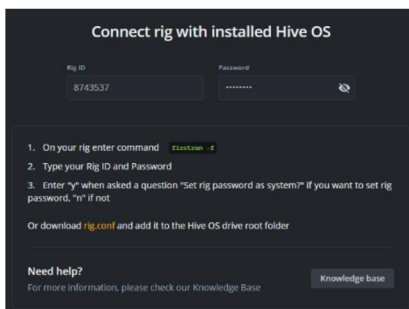 Connect rig with installed Hive OS
Rig ID
Password
8743537
••••••••
1. On your rig enter command firstrun -f
2. Type your Rig ID and Password
3. Enter "y" when asked a question "Set rig password as system?" if you want to set rig
password, "n" if not
Or download rig.conf and add it to the Hive OS drive root folder
Need help?
For more information, please check our Knowledge Base
Knowledge base